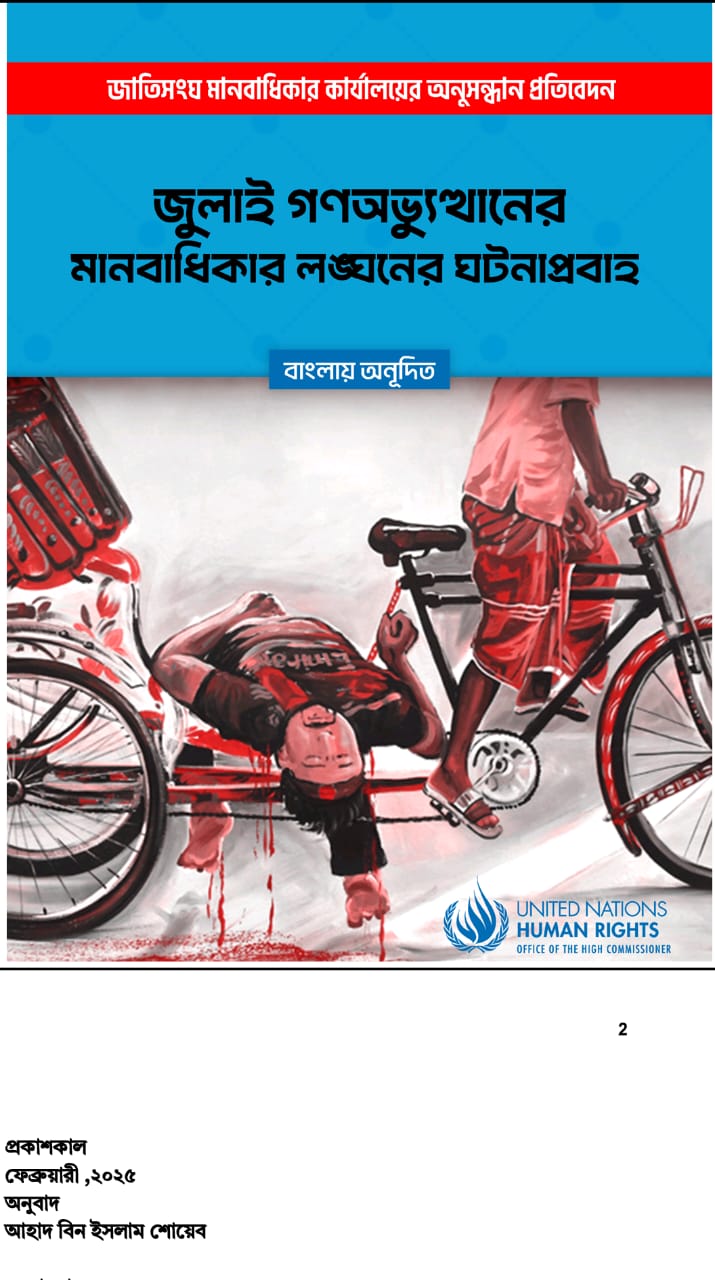 জাতিসংঘ মানবাধিকার কার্যালয়ের অনুসন্ধান প্রতিবেদন
জুলাই গণঅভ্যুত্থানের
মানবাধিকার লঙ্ঘনের ঘটনাপ্রবাহ
বাংলায় অনূদিত
UNITED NATIONS
HUMAN RIGHTS
OFFICE OF THE HIGH COMMISSIONER
2
প্রকাশকাল
ফেব্রুয়ারী ,২০২৫
অনুবাদ
আহাদ বিন ইসলাম শোয়েব